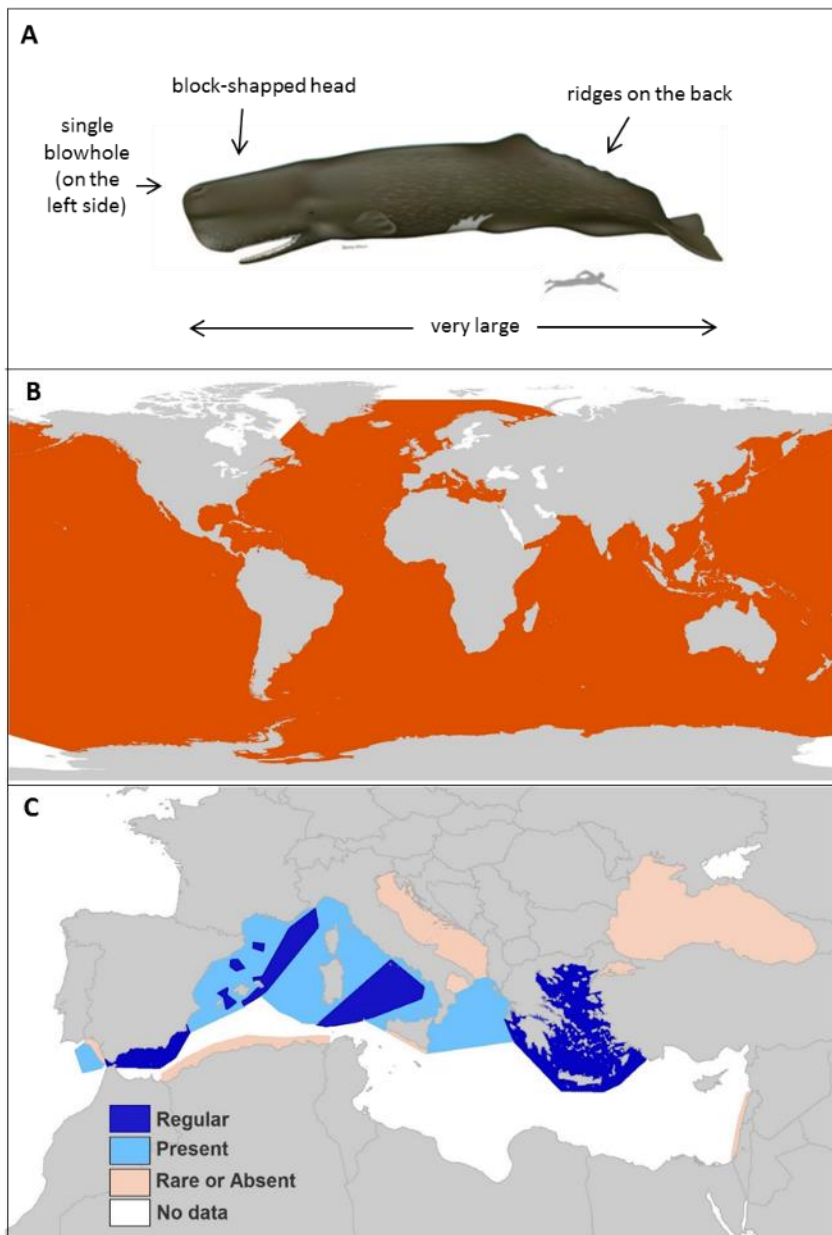 A
block-shapped head
ridges on the back
single
blowhole
(on the
left side)
very large
B
C
Regular
Present
Rare or Absent
No data